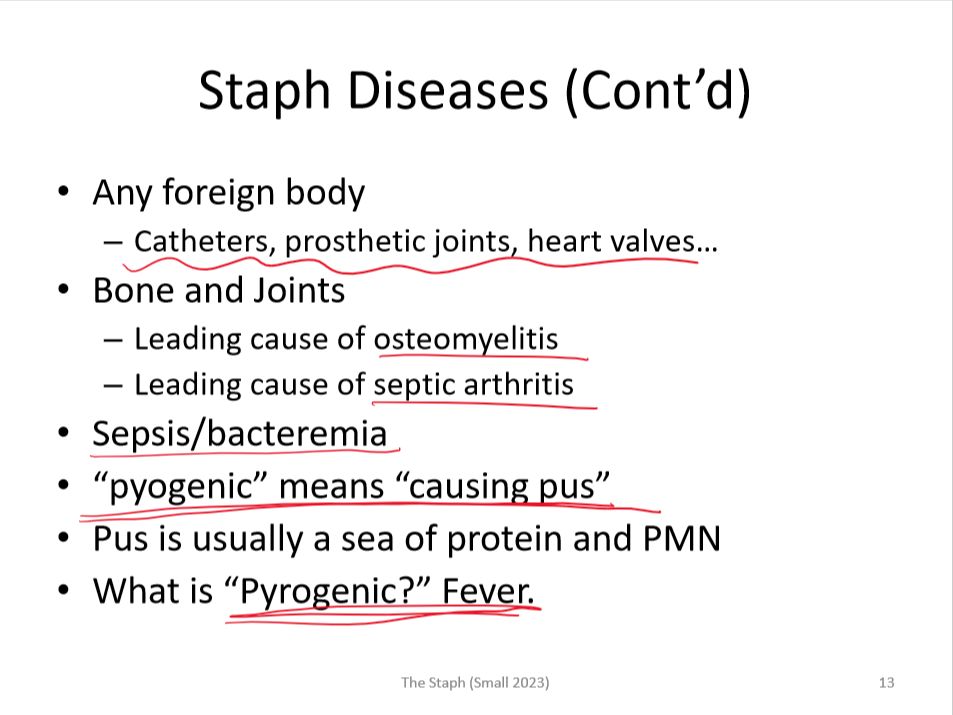 Staph Diseases (Cont’d)
• Any foreign body
– Catheters, prosthetic joints, heart valves…
• Bone and Joints
– Leading cause of osteomyelitis
– Leading cause of septic arthritis
• Sepsis/bacteremia
• “pyogenic” means “causing pus”
• Pus is usually a sea of protein and PMN
• What is “Pyrogenic?” Fever.
The Staph (Small 2023)
13